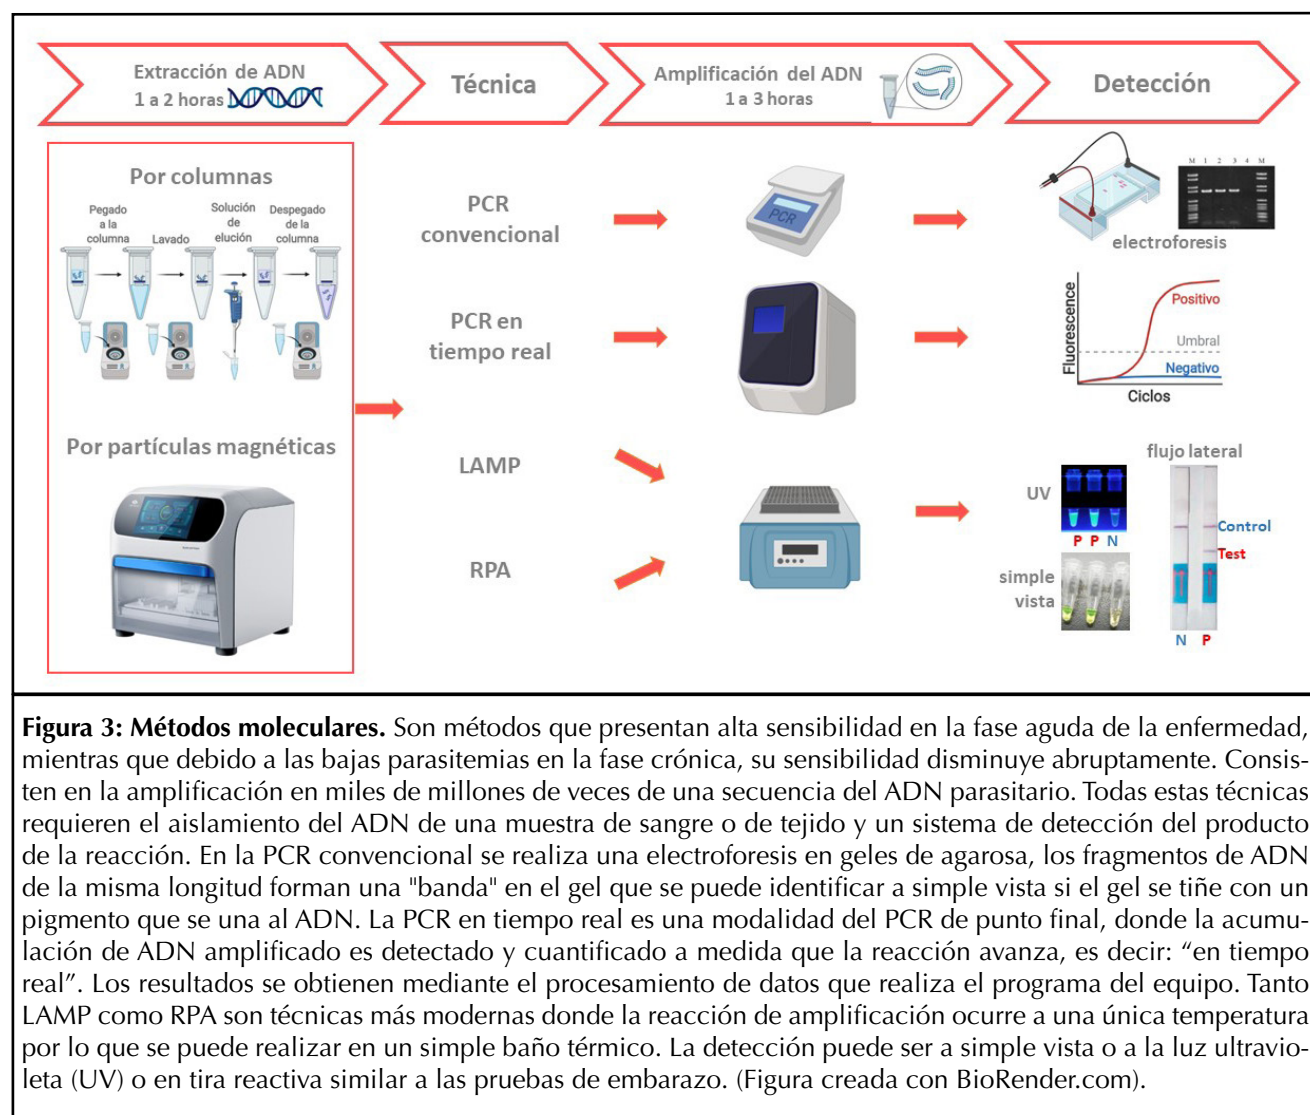 Extracción de ADN
1 a 2 horas
Técnica
Amplificación del ADN
1 a 3 horas
Detección
Por columnas
Pegado
a la
columna
Lavado
Solución
de
elución
Despegado
de la
columna
Por partículas magnéticas
PCR
convencional
PCR
M 1 2 3 4 M
electroforesis
PCR en
tiempo real
Fluorescence
Positivo
Umbral
Negativo
Ciclos
LAMP
RPA
flujo lateral
UV
P P N
Control
Test
simple
vista
N P
Figura 3: Métodos moleculares. Son métodos que presentan alta sensibilidad en la fase aguda de la enfermedad,
mientras que debido a las bajas parasitemias en la fase crónica, su sensibilidad disminuye abruptamente. Consis-
ten en la amplificación en miles de millones de veces de una secuencia del ADN parasitario. Todas estas técnicas
requieren el aislamiento del ADN de una muestra de sangre o de tejido y un sistema de detección del producto
de la reacción. En la PCR convencional se realiza una electroforesis en geles de agarosa, los fragmentos de ADN
de la misma longitud forman una "banda" en el gel que se puede identificar a simple vista si el gel se tiñe con un
pigmento que se una al ADN. La PCR en tiempo real es una modalidad del PCR de punto final, donde la acumu-
lación de ADN amplificado es detectado y cuantificado a medida que la reacción avanza, es decir: “en tiempo
real”. Los resultados se obtienen mediante el procesamiento de datos que realiza el programa del equipo. Tanto
LAMP como RPA son técnicas más modernas donde la reacción de amplificación ocurre a una única temperatura
por lo que se puede realizar en un simple baño térmico. La detección puede ser a simple vista o a la luz ultravio-
leta (UV) o en tira reactiva similar a las pruebas de embarazo. (Figura creada con BioRender.com).